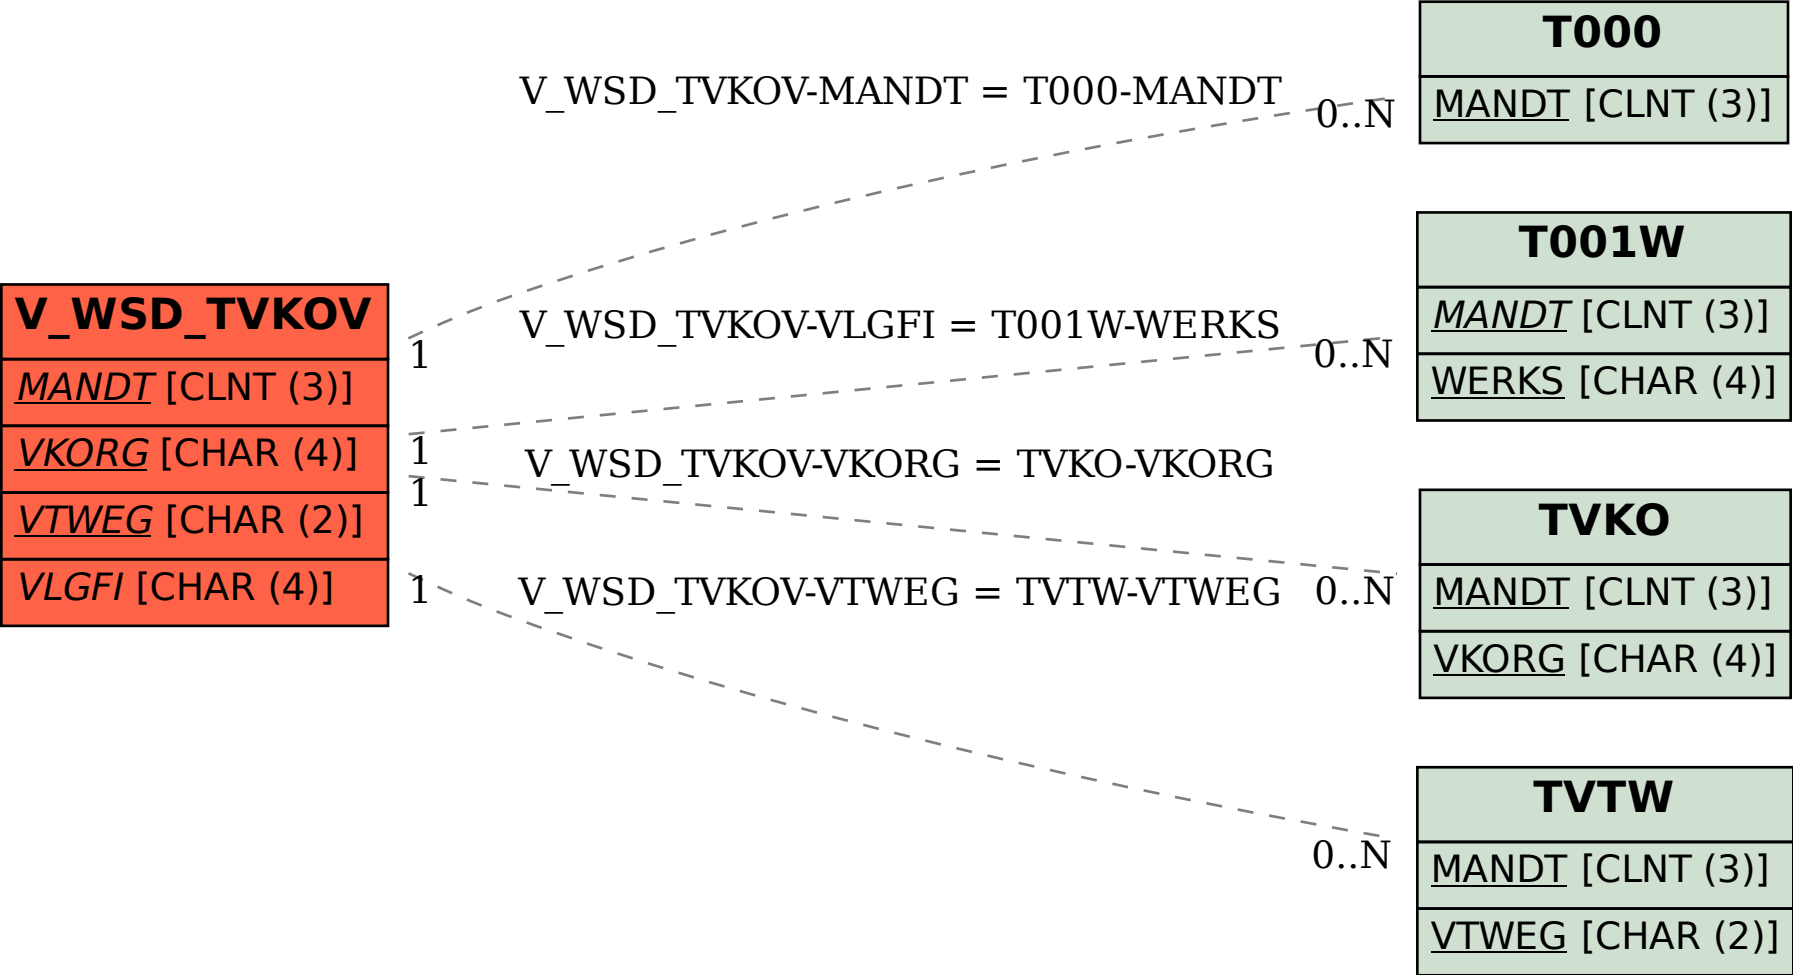 V_WSD_TVKOV
MANDT [CLNT (3)]
VKORG [CHAR (4)]
VTWEG [CHAR (2)]
VLGFI [CHAR (4)]
V_WSD_TVKOV-MANDT = T000-MANDT
1
0..N
V_WSD_TVKOV-VLGFI = T001W-WERKS
1
0..N
V_WSD_TVKOV-VKORG = TVKO-VKORG
1
0..N
V_WSD_TVKOV-VTWEG = TVTW-VTWEG
1
0..N
T000
MANDT [CLNT (3)]
T001W
MANDT [CLNT (3)]
WERKS [CHAR (4)]
TVKO
MANDT [CLNT (3)]
VKORG [CHAR (4)]
TVTW
MANDT [CLNT (3)]
VTWEG [CHAR (2)]